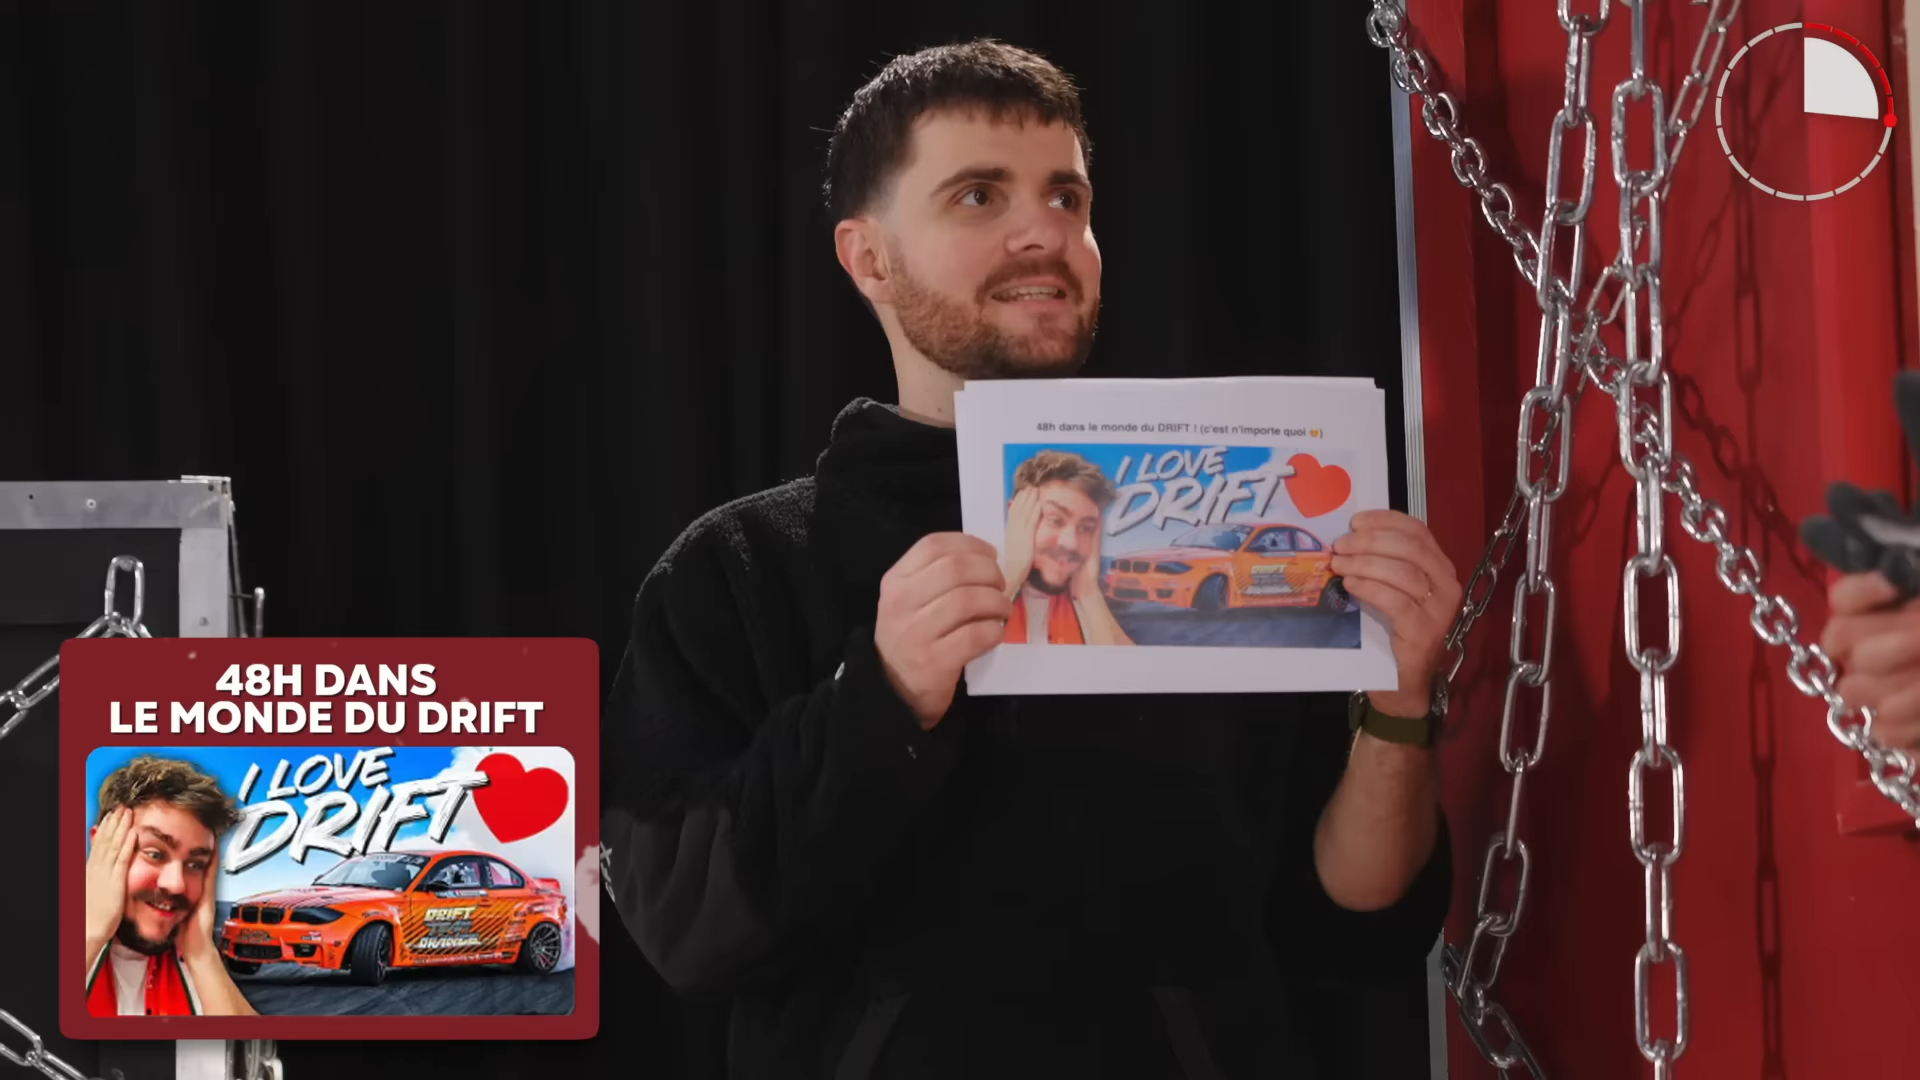 48h dans le monde du DRIFT ! (c'est n'importe quoi 😍)
I LOVE
DRIFT
DRIFT
48H DANS
LE MONDE DU DRIFT
I LOVE
DRIFT
DRIFT